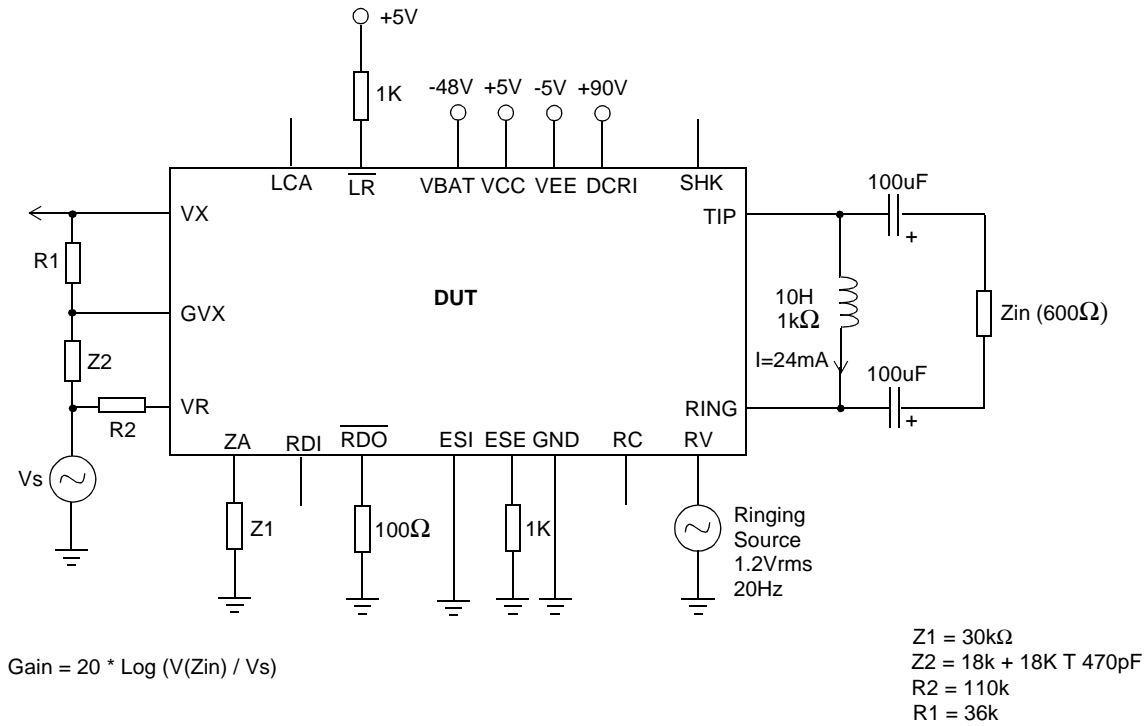 +5V
1K
-48V +5V -5V +90V
LCA
LR
VBAT VCC VEE DCRI
SHK
VX
TIP
100uF
R1
GVX
DUT
10H
1kΩ
Zin (600Ω)
Z2
I=24mA
100uF
VR
RING
R2
ZA
RDI
RDO
ESI
ESE
GND
RC
RV
Vs
Z1
100Ω
1K
Ringing
Source
1.2Vrms
20Hz
Gain = 20 * Log (V(Zin) / Vs)
Z1 = 30kΩ
Z2 = 18k + 18K T 470pF
R2 = 110k
R1 = 36k